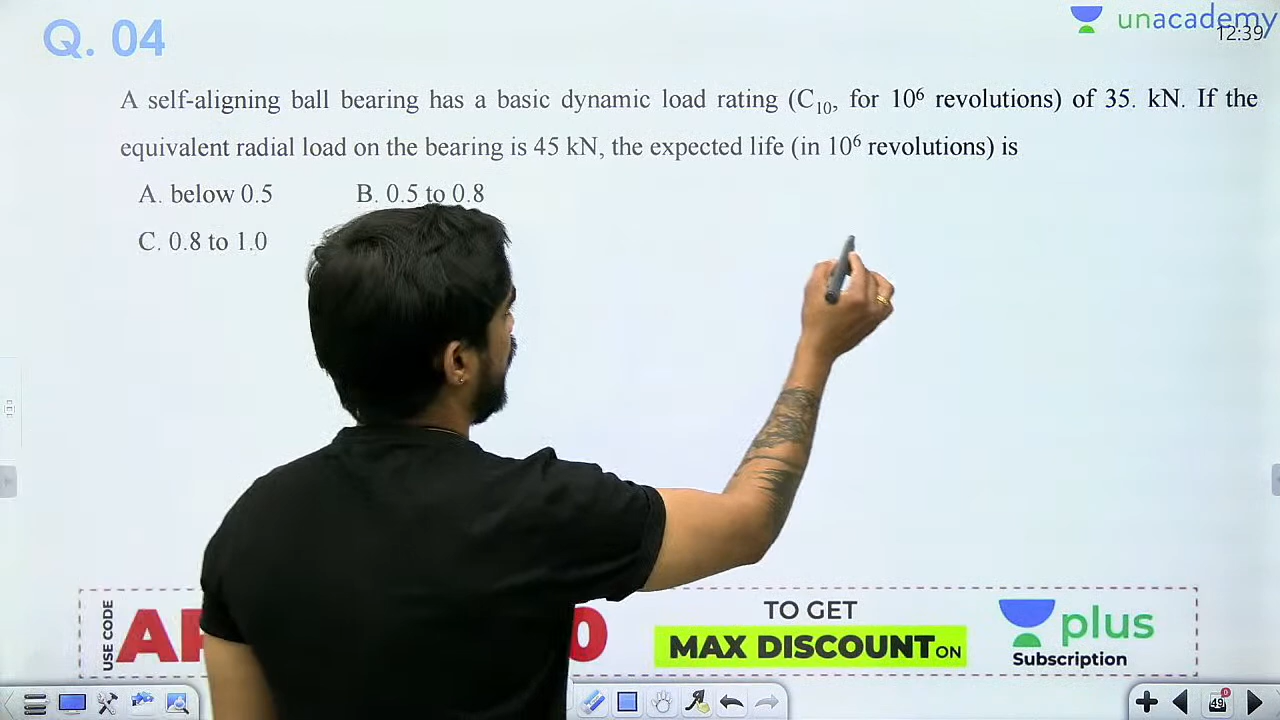 Q. 04
unacademy
12:39
A self-aligning ball bearing has a basic dynamic load rating (C10, for 10⁶ revolutions) of 35. kN. If the
equivalent radial load on the bearing is 45 kN, the expected life (in 10⁶ revolutions) is
A. below 0.5 B. 0.5 to 0.8
C. 0.8 to 1.0
USE CODE
TO GET
MAX DISCOUNT ON
plus
Subscription
49
0